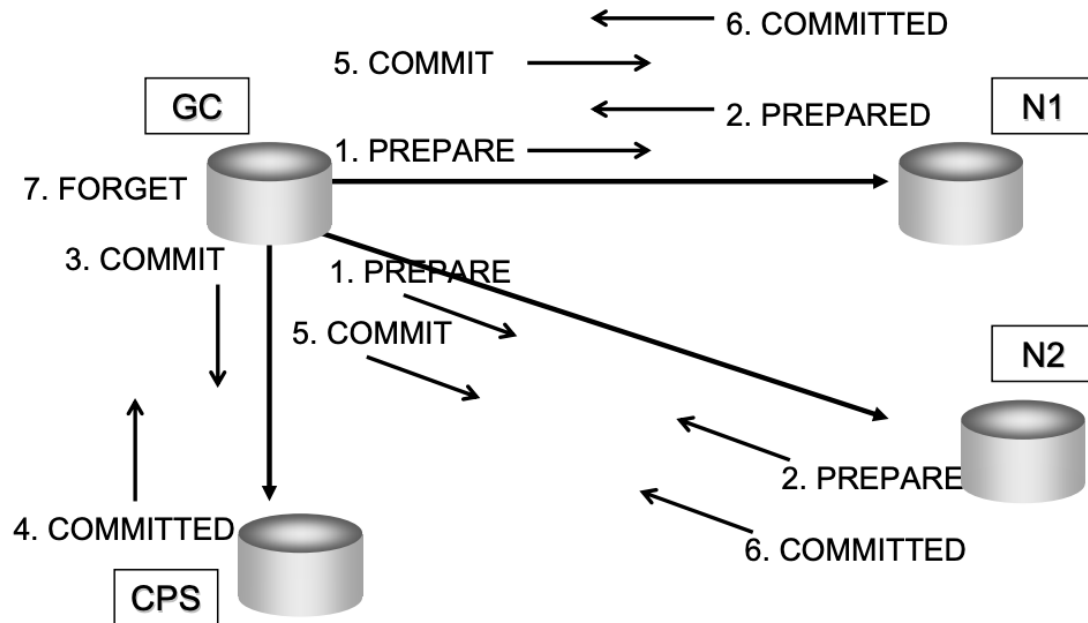 6. COMMITTED
5. COMMIT
GC
2. PREPARED
N1
1. PREPARE
7. FORGET
3. COMMIT
1. PREPARE
5. COMMIT
N2
2. PREPARE
4. COMMITTED
6. COMMITTED
CPS